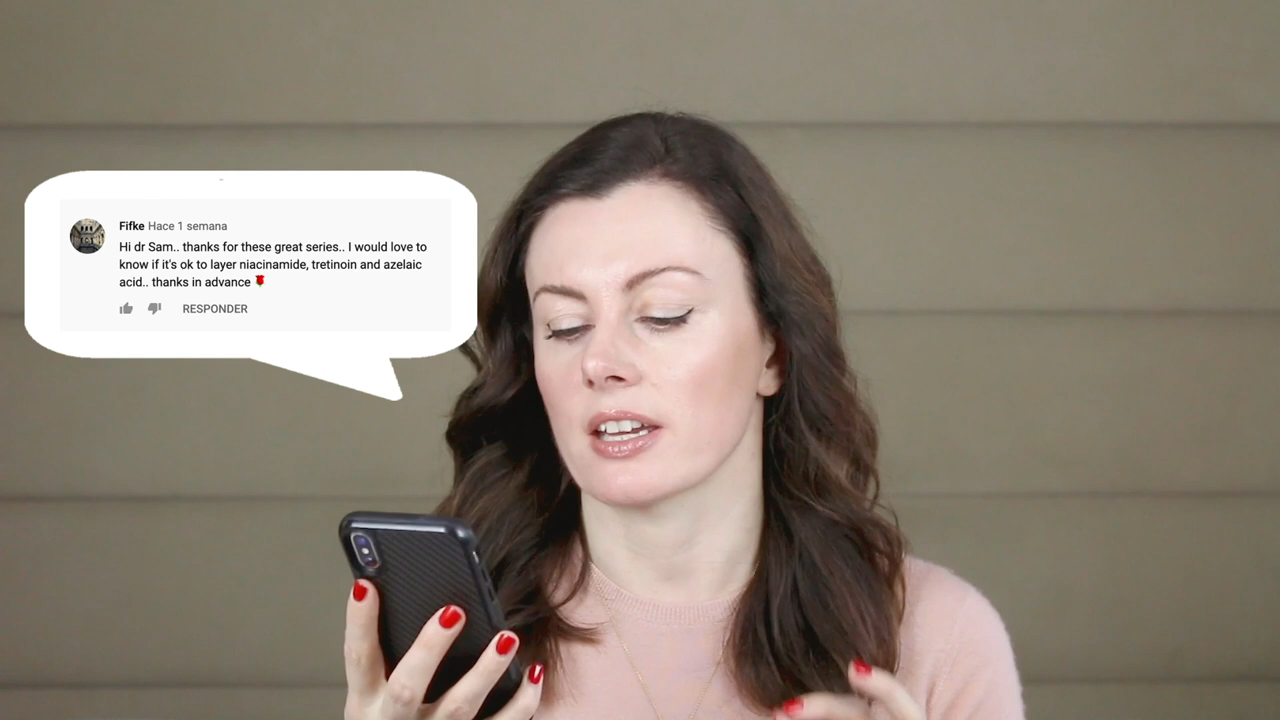 Fifke Hace 1 semana
Hi dr Sam.. thanks for these great series.. I would love to
know if it's ok to layer niacinamide, tretinoin and azelaic
acid.. thanks in advance 🌹
RESPONDER